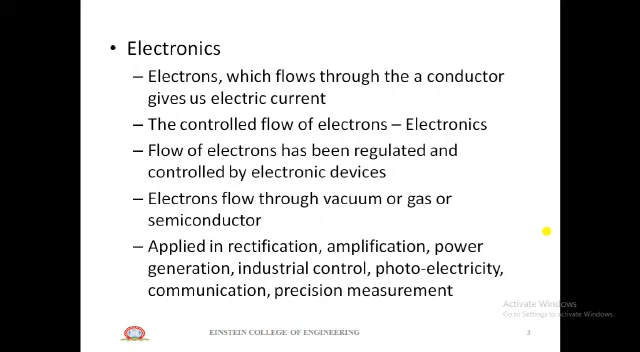 • Electronics
– Electrons, which flows through the a conductor
gives us electric current
– The controlled flow of electrons – Electronics
– Flow of electrons has been regulated and
controlled by electronic devices
– Electrons flow through vacuum or gas or
semiconductor
– Applied in rectification, amplification, power
generation, industrial control, photo-electricity,
communication, precision measurement
Activate Windows
Go to Settings to activate Windows.
EINSTEIN COLLEGE OF ENGINEERING
3